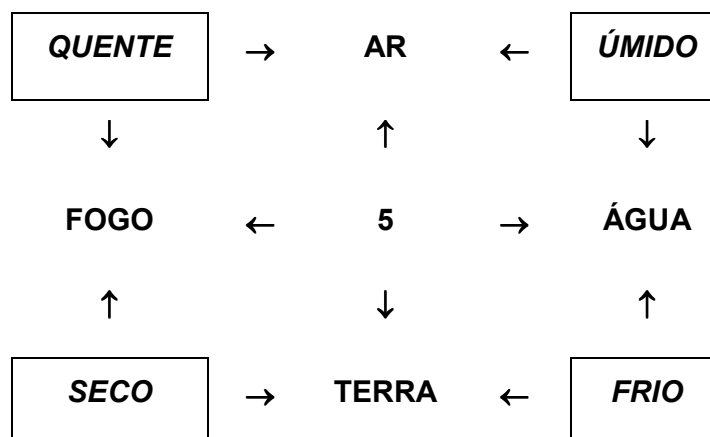 QUENTE → AR ← ÚMIDO
↓ ↑ ↓
FOGO ← 5 → ÁGUA
↑ ↓ ↑
SECO → TERRA ← FRIO